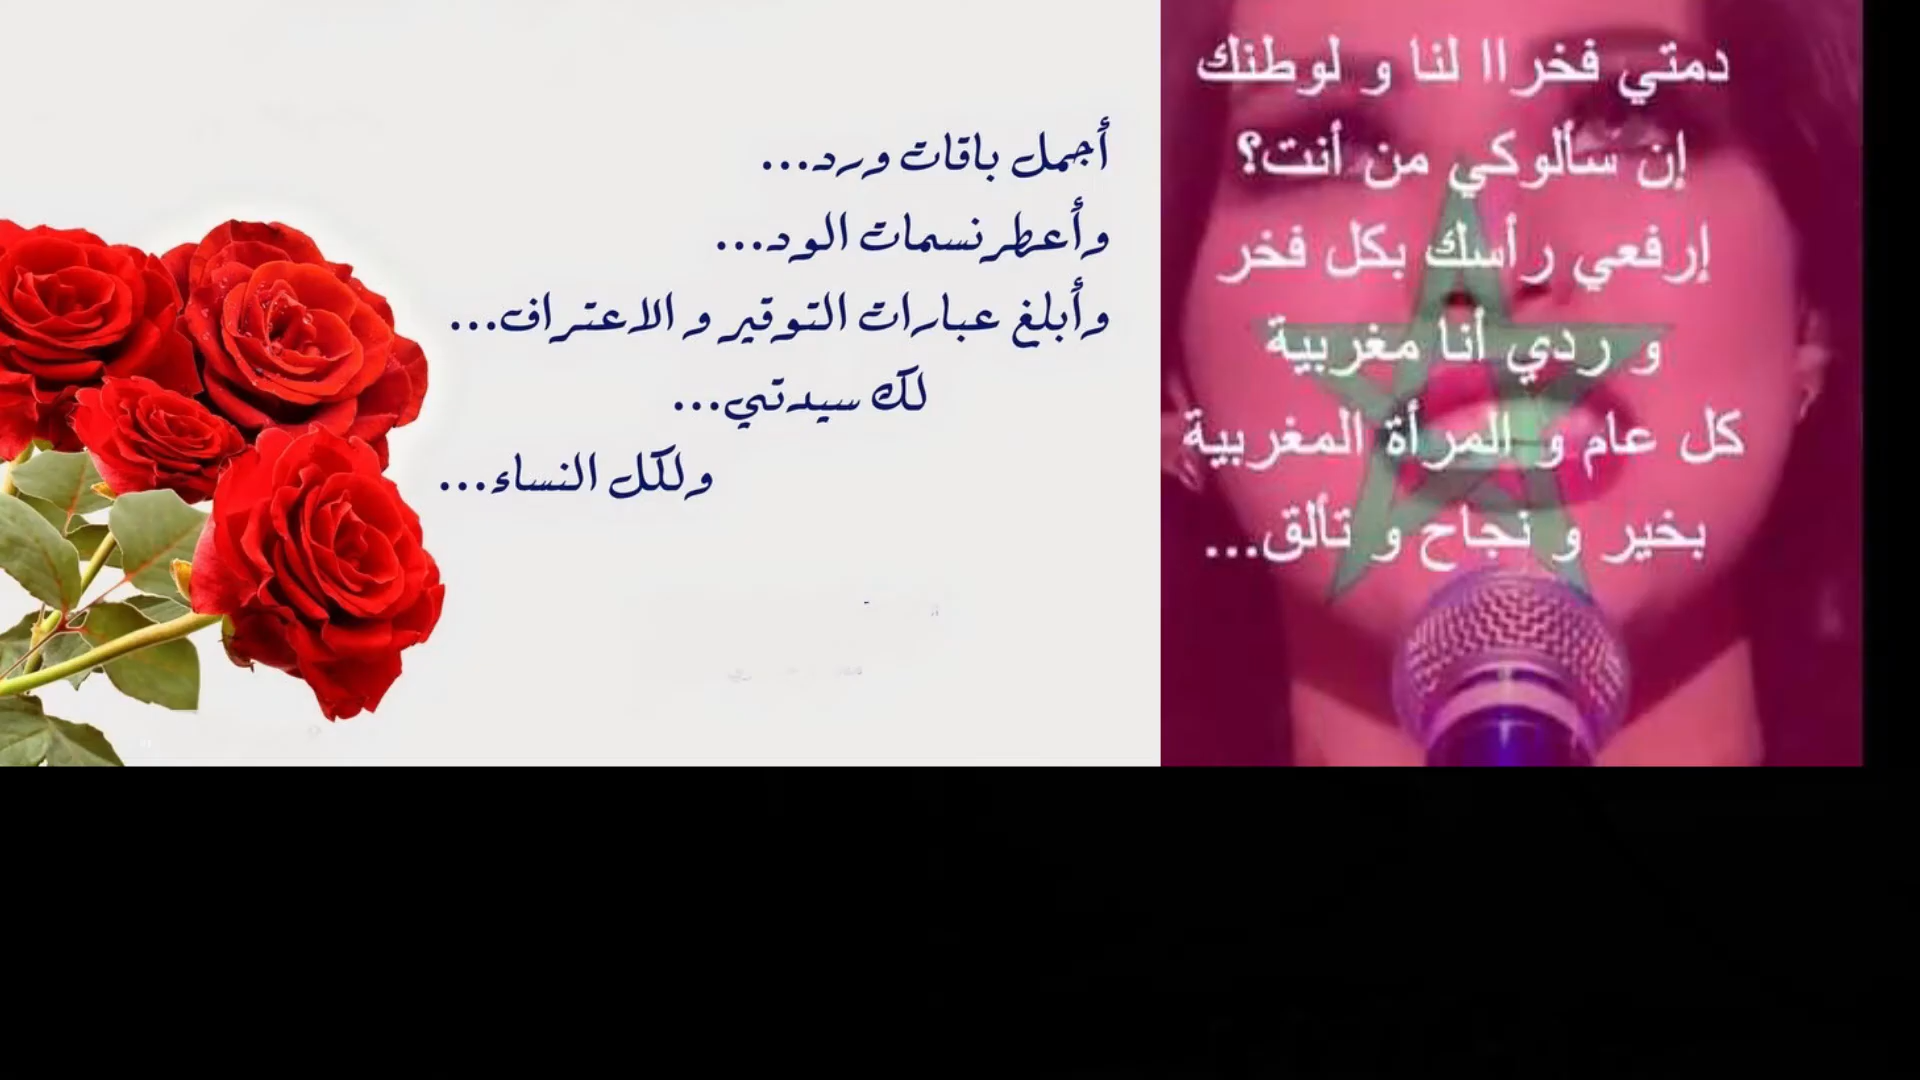 أجمل باقات ورد...
وأعطر نسمات الود...
وأبلغ عبارات التوقير و الاعتراف...
لك سيدتي...
ولكل النساء...
دمتي فخراا لنا و لوطنك
إن سألوكي من أنت؟
إرفعي رأسك بكل فخر
و ردي أنا مغربية
كل عام و المرأة المغربية
بخير و نجاح و تألق...